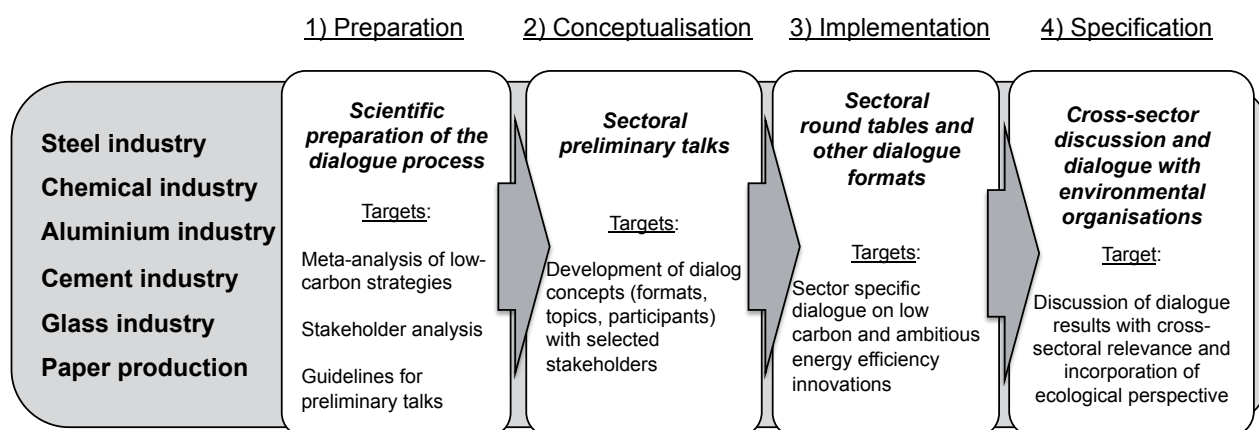 1) Preparation
2) Conceptualisation
3) Implementation
4) Specification
Steel industry
Chemical industry
Aluminium industry
Cement industry
Glass industry
Paper production
Scientific
preparation of the
dialogue process
Targets:
Meta-analysis of low-
carbon strategies
Stakeholder analysis
Guidelines for
preliminary talks
Sectoral
preliminary talks
Targets:
Development of dialog
concepts (formats,
topics, participants)
with selected
stakeholders
Sectoral
round tables and
other dialogue
formats
Targets:
Sector specific
dialogue on low
carbon and ambitious
energy efficiency
innovations
Cross-sector
discussion and
dialogue with
environmental
organisations
Target:
Discussion of dialogue
results with cross-
sectoral relevance and
incorporation of
ecological perspective